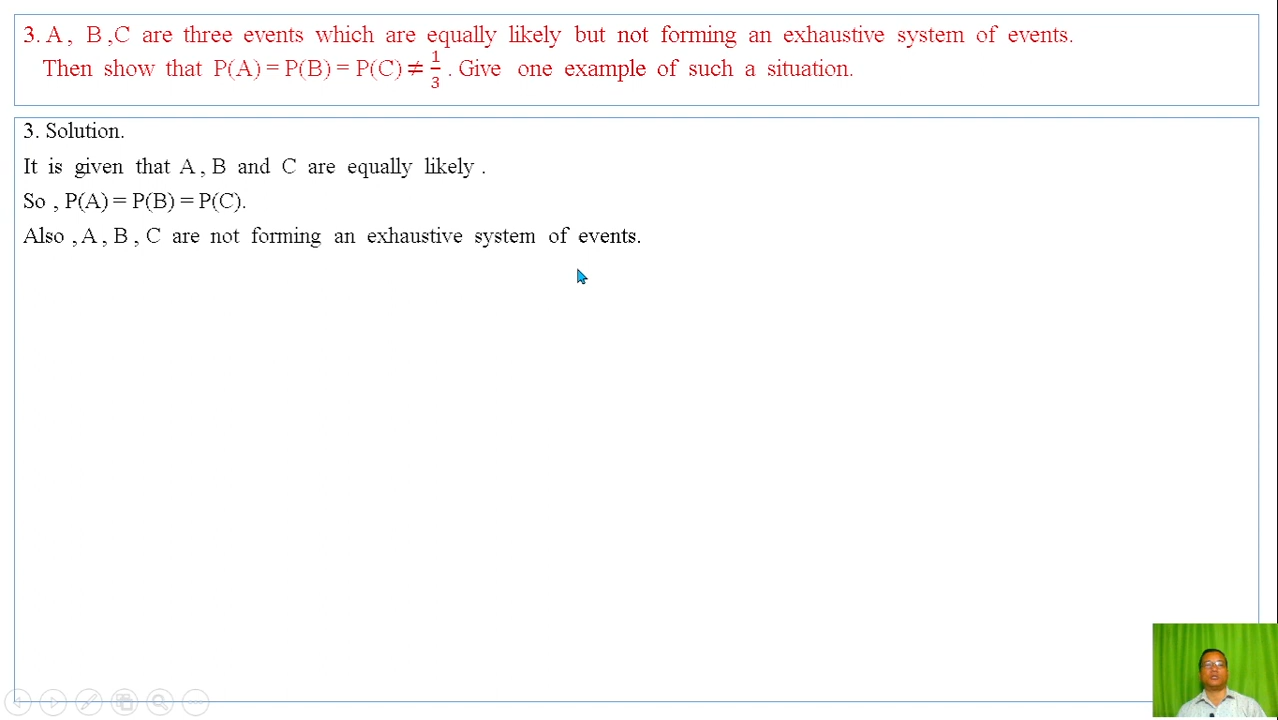 3. A , B ,C are three events which are equally likely but not forming an exhaustive system of events.
Then show that P(A) = P(B) = P(C) ≠ 1/3 . Give one example of such a situation.
3. Solution.
It is given that A , B and C are equally likely .
So , P(A) = P(B) = P(C).
Also , A , B , C are not forming an exhaustive system of events.